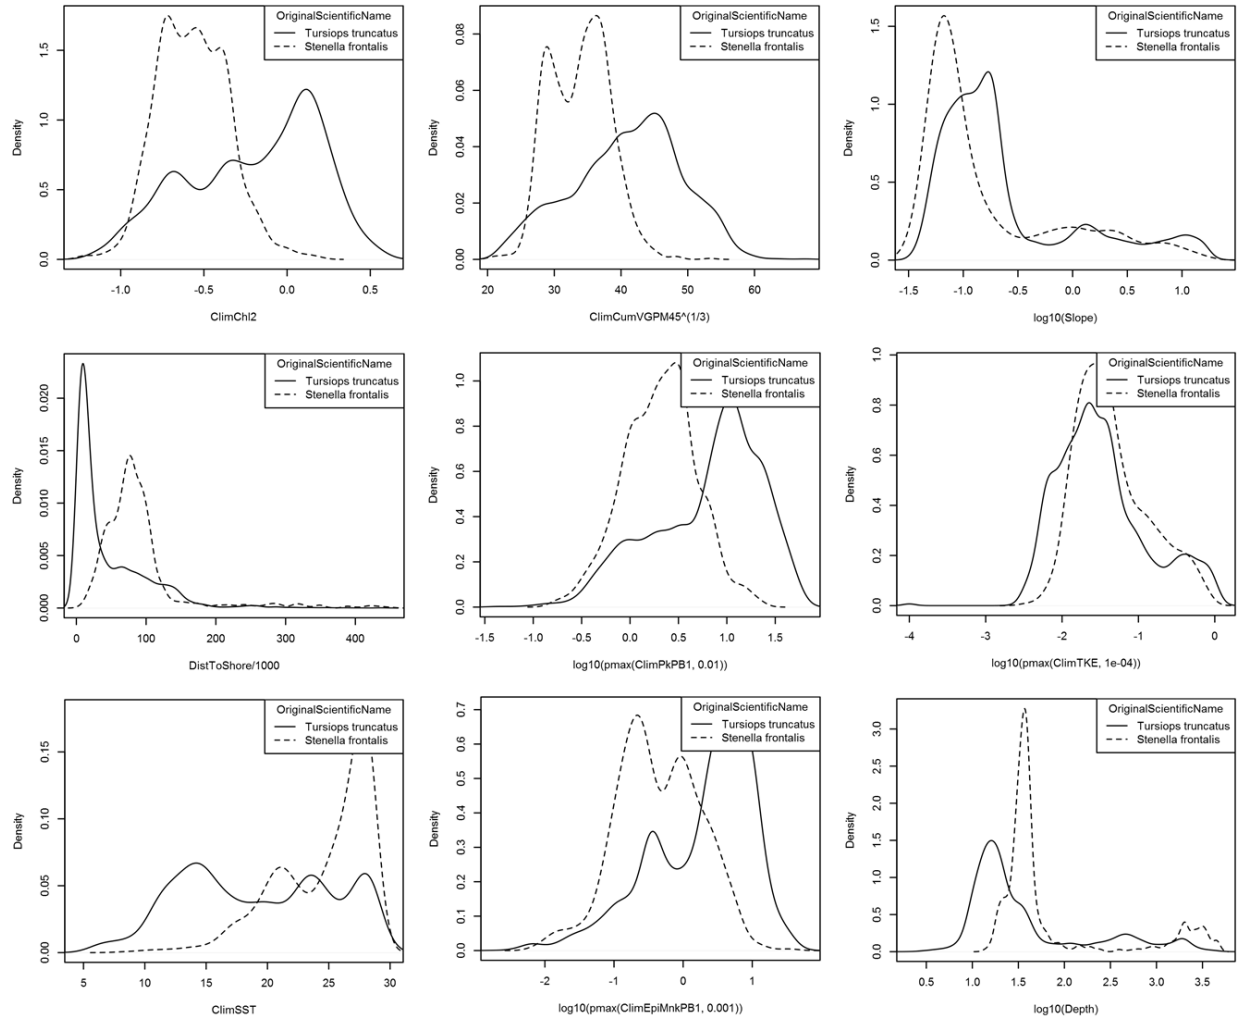 OriginalScientificName
Tursiops truncatus
Stenella frontalis
Density
0.0 0.5 1.0 1.5
-1.0 -0.5 0.0 0.5
ClimChl2
OriginalScientificName
Tursiops truncatus
Stenella frontalis
Density
0.00 0.02 0.04 0.06 0.08
20 30 40 50 60
ClimCumVGPM45^(1/3)
OriginalScientificName
Tursiops truncatus
Stenella frontalis
Density
0.0 0.5 1.0 1.5
-1.5 -1.0 -0.5 0.0 0.5 1.0
log10(Slope)
OriginalScientificName
Tursiops truncatus
Stenella frontalis
Density
0.000 0.005 0.010 0.015 0.020
0 100 200 300 400
DistToShore/1000
OriginalScientificName
Tursiops truncatus
Stenella frontalis
Density
0.0 0.2 0.4 0.6 0.8 1.0
-1.5 -1.0 -0.5 0.0 0.5 1.0 1.5
log10(pmax(ClimPkPB1, 0.01))
OriginalScientificName
Tursiops truncatus
Stenella frontalis
Density
0.0 0.2 0.4 0.6 0.8 1.0
-4 -3 -2 -1 0
log10(pmax(ClimTKE, 1e-04))
OriginalScientificName
Tursiops truncatus
Stenella frontalis
Density
0.00 0.05 0.10 0.15
5 10 15 20 25 30
ClimSST
OriginalScientificName
Tursiops truncatus
Stenella frontalis
Density
0.0 0.1 0.2 0.3 0.4 0.5 0.6 0.7
-2 -1 0 1
log10(pmax(ClimEpiMnkPB1, 0.001))
OriginalScientificName
Tursiops truncatus
Stenella frontalis
Density
0.0 0.5 1.0 1.5 2.0 2.5 3.0
0.5 1.0 1.5 2.0 2.5 3.0 3.5
log10(Depth)